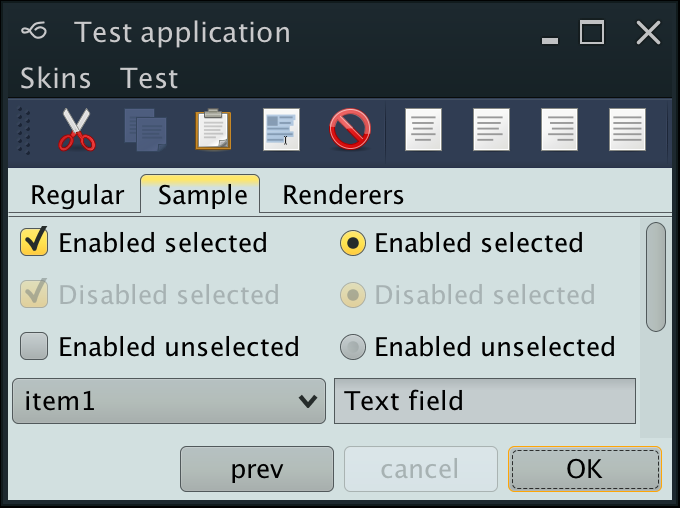 Test application
Skins Test
Regular Sample Renderers
Enabled selected Enabled selected
Disabled selected Disabled selected
Enabled unselected Enabled unselected
item1 Text field
prev cancel OK